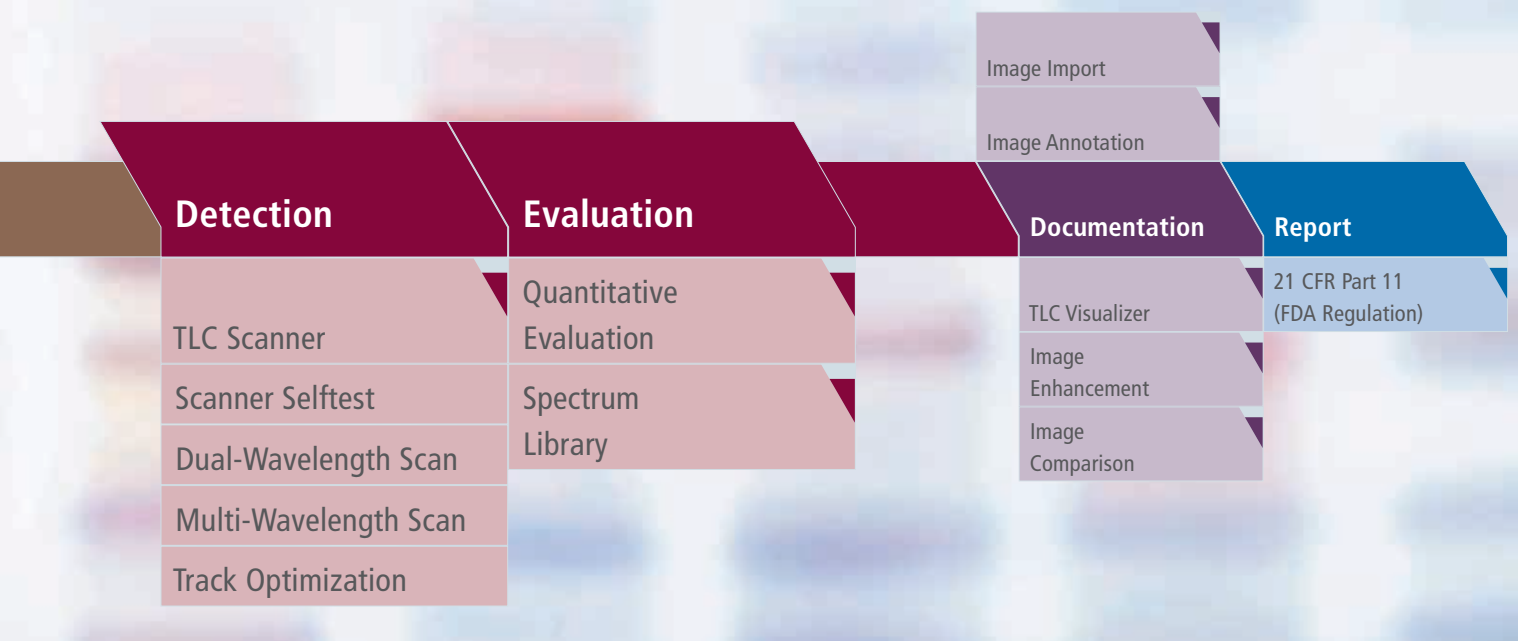 Image Import
Image Annotation
Detection
Evaluation
Documentation
Report
TLC Scanner
Scanner Selftest
Dual-Wavelength Scan
Multi-Wavelength Scan
Track Optimization
Quantitative
Evaluation
Spectrum
Library
TLC Visualizer
Image
Enhancement
Image
Comparison
21 CFR Part 11
(FDA Regulation)